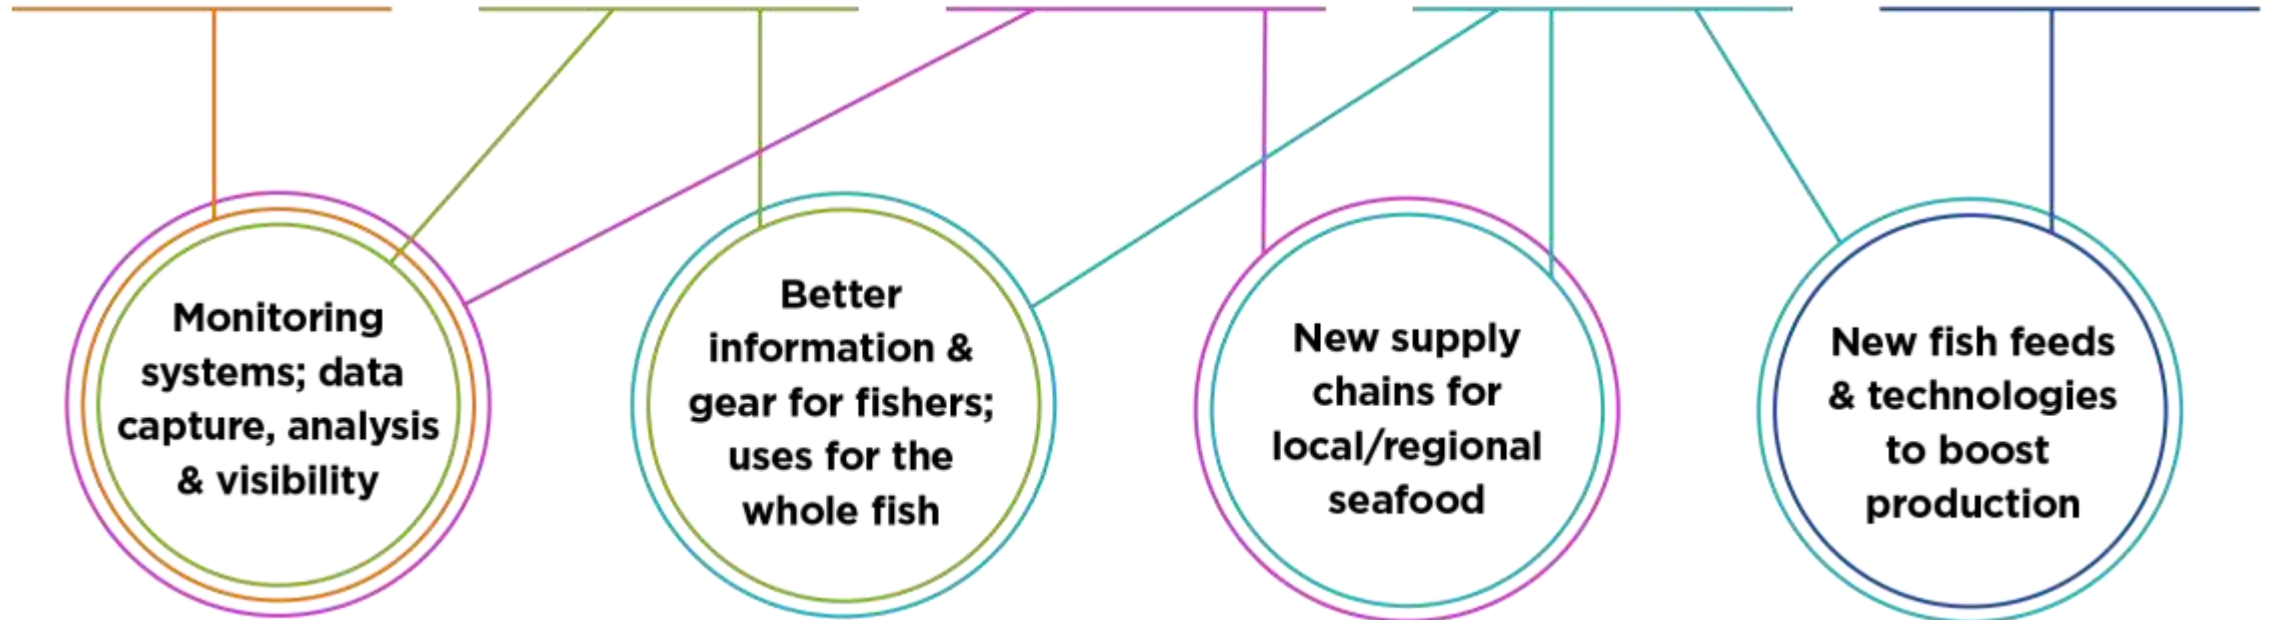 Monitoring
systems; data
capture, analysis
& visibility
Better
information &
gear for fishers;
uses for the
whole fish
New supply
chains for
local/regional
seafood
New fish feeds
& technologies
to boost
production